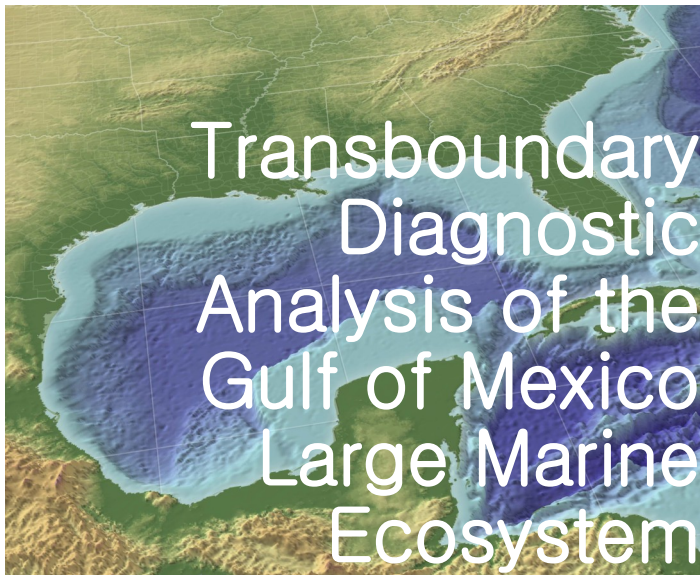 Transboundary
Diagnostic
Analysis of the
Gulf of Mexico
Large Marine
Ecosystem